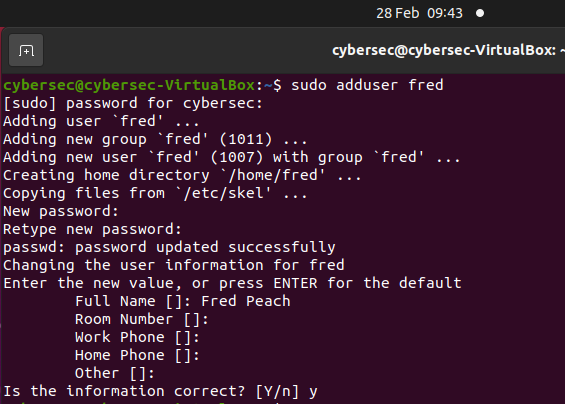 28 Feb 09:43
cybersec@cybersec-VirtualBox: ~
cybersec@cybersec-VirtualBox:~$ sudo adduser fred
[sudo] password for cybersec:
Adding user `fred' ...
Adding new group `fred' (1011) ...
Adding new user `fred' (1007) with group `fred' ...
Creating home directory `/home/fred' ...
Copying files from `/etc/skel' ...
New password:
Retype new password:
passwd: password updated successfully
Changing the user information for fred
Enter the new value, or press ENTER for the default
        Full Name []: Fred Peach
        Room Number []:
        Work Phone []:
        Home Phone []:
        Other []:
Is the information correct? [Y/n] y